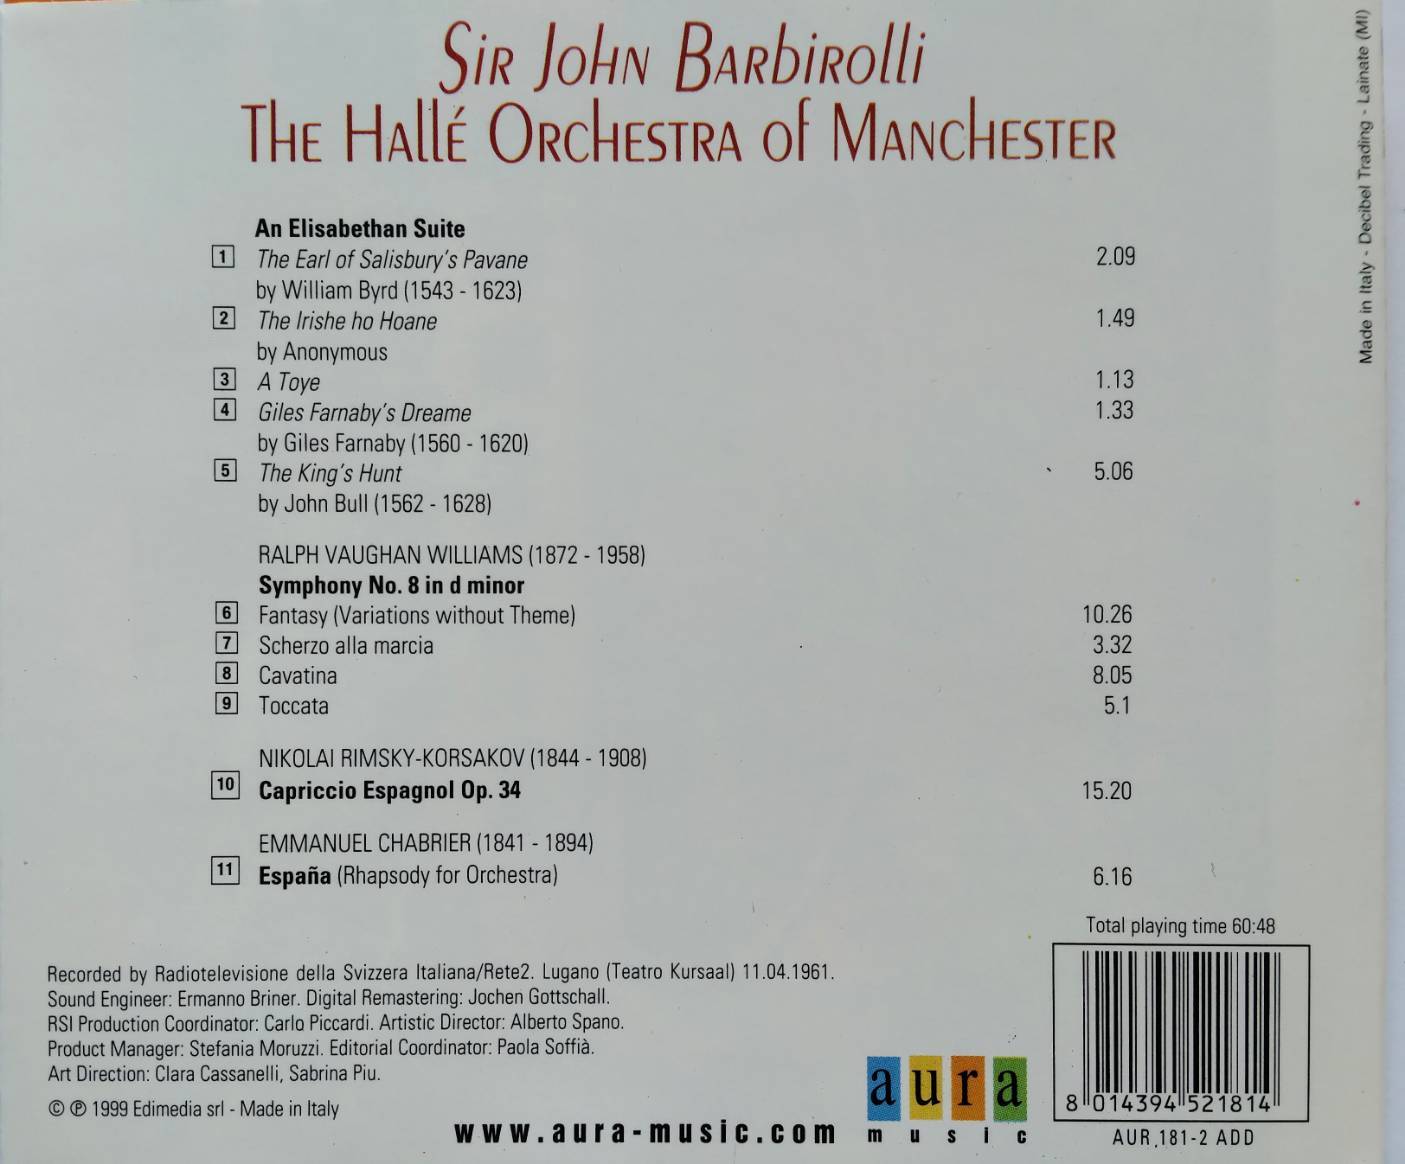 Sir John Barbirolli
The Hallé Orchestra of Manchester
Made in Italy - Decibel Trading - Lainate (MI)
An Elisabethan Suite
1 The Earl of Salisbury's Pavane 2.09
by William Byrd (1543 - 1623)
2 The Irishe ho Hoane 1.49
by Anonymous
3 A Toye 1.13
4 Giles Farnaby's Dreame 1.33
by Giles Farnaby (1560 - 1620)
5 The King's Hunt 5.06
by John Bull (1562 - 1628)
RALPH VAUGHAN WILLIAMS (1872 - 1958)
Symphony No. 8 in d minor
6 Fantasy (Variations without Theme) 10.26
7 Scherzo alla marcia 3.32
8 Cavatina 8.05
9 Toccata 5.1
NIKOLAI RIMSKY-KORSAKOV (1844 - 1908)
10 Capriccio Espagnol Op. 34 15.20
EMMANUEL CHABRIER (1841 - 1894)
11 España (Rhapsody for Orchestra) 6.16
Total playing time 60:48
Recorded by Radiotelevisione della Svizzera Italiana/Rete2. Lugano (Teatro Kursaal) 11.04.1961.
Sound Engineer: Ermanno Briner. Digital Remastering: Jochen Gottschall.
RSI Production Coordinator: Carlo Piccardi. Artistic Director: Alberto Spano.
Product Manager: Stefania Moruzzi. Editorial Coordinator: Paola Soffià.
Art Direction: Clara Cassanelli, Sabrina Piu.
© ℗ 1999 Edimedia srl - Made in Italy
www.aura-music.com
aura
music
8 014394 521814
AUR 181-2 ADD